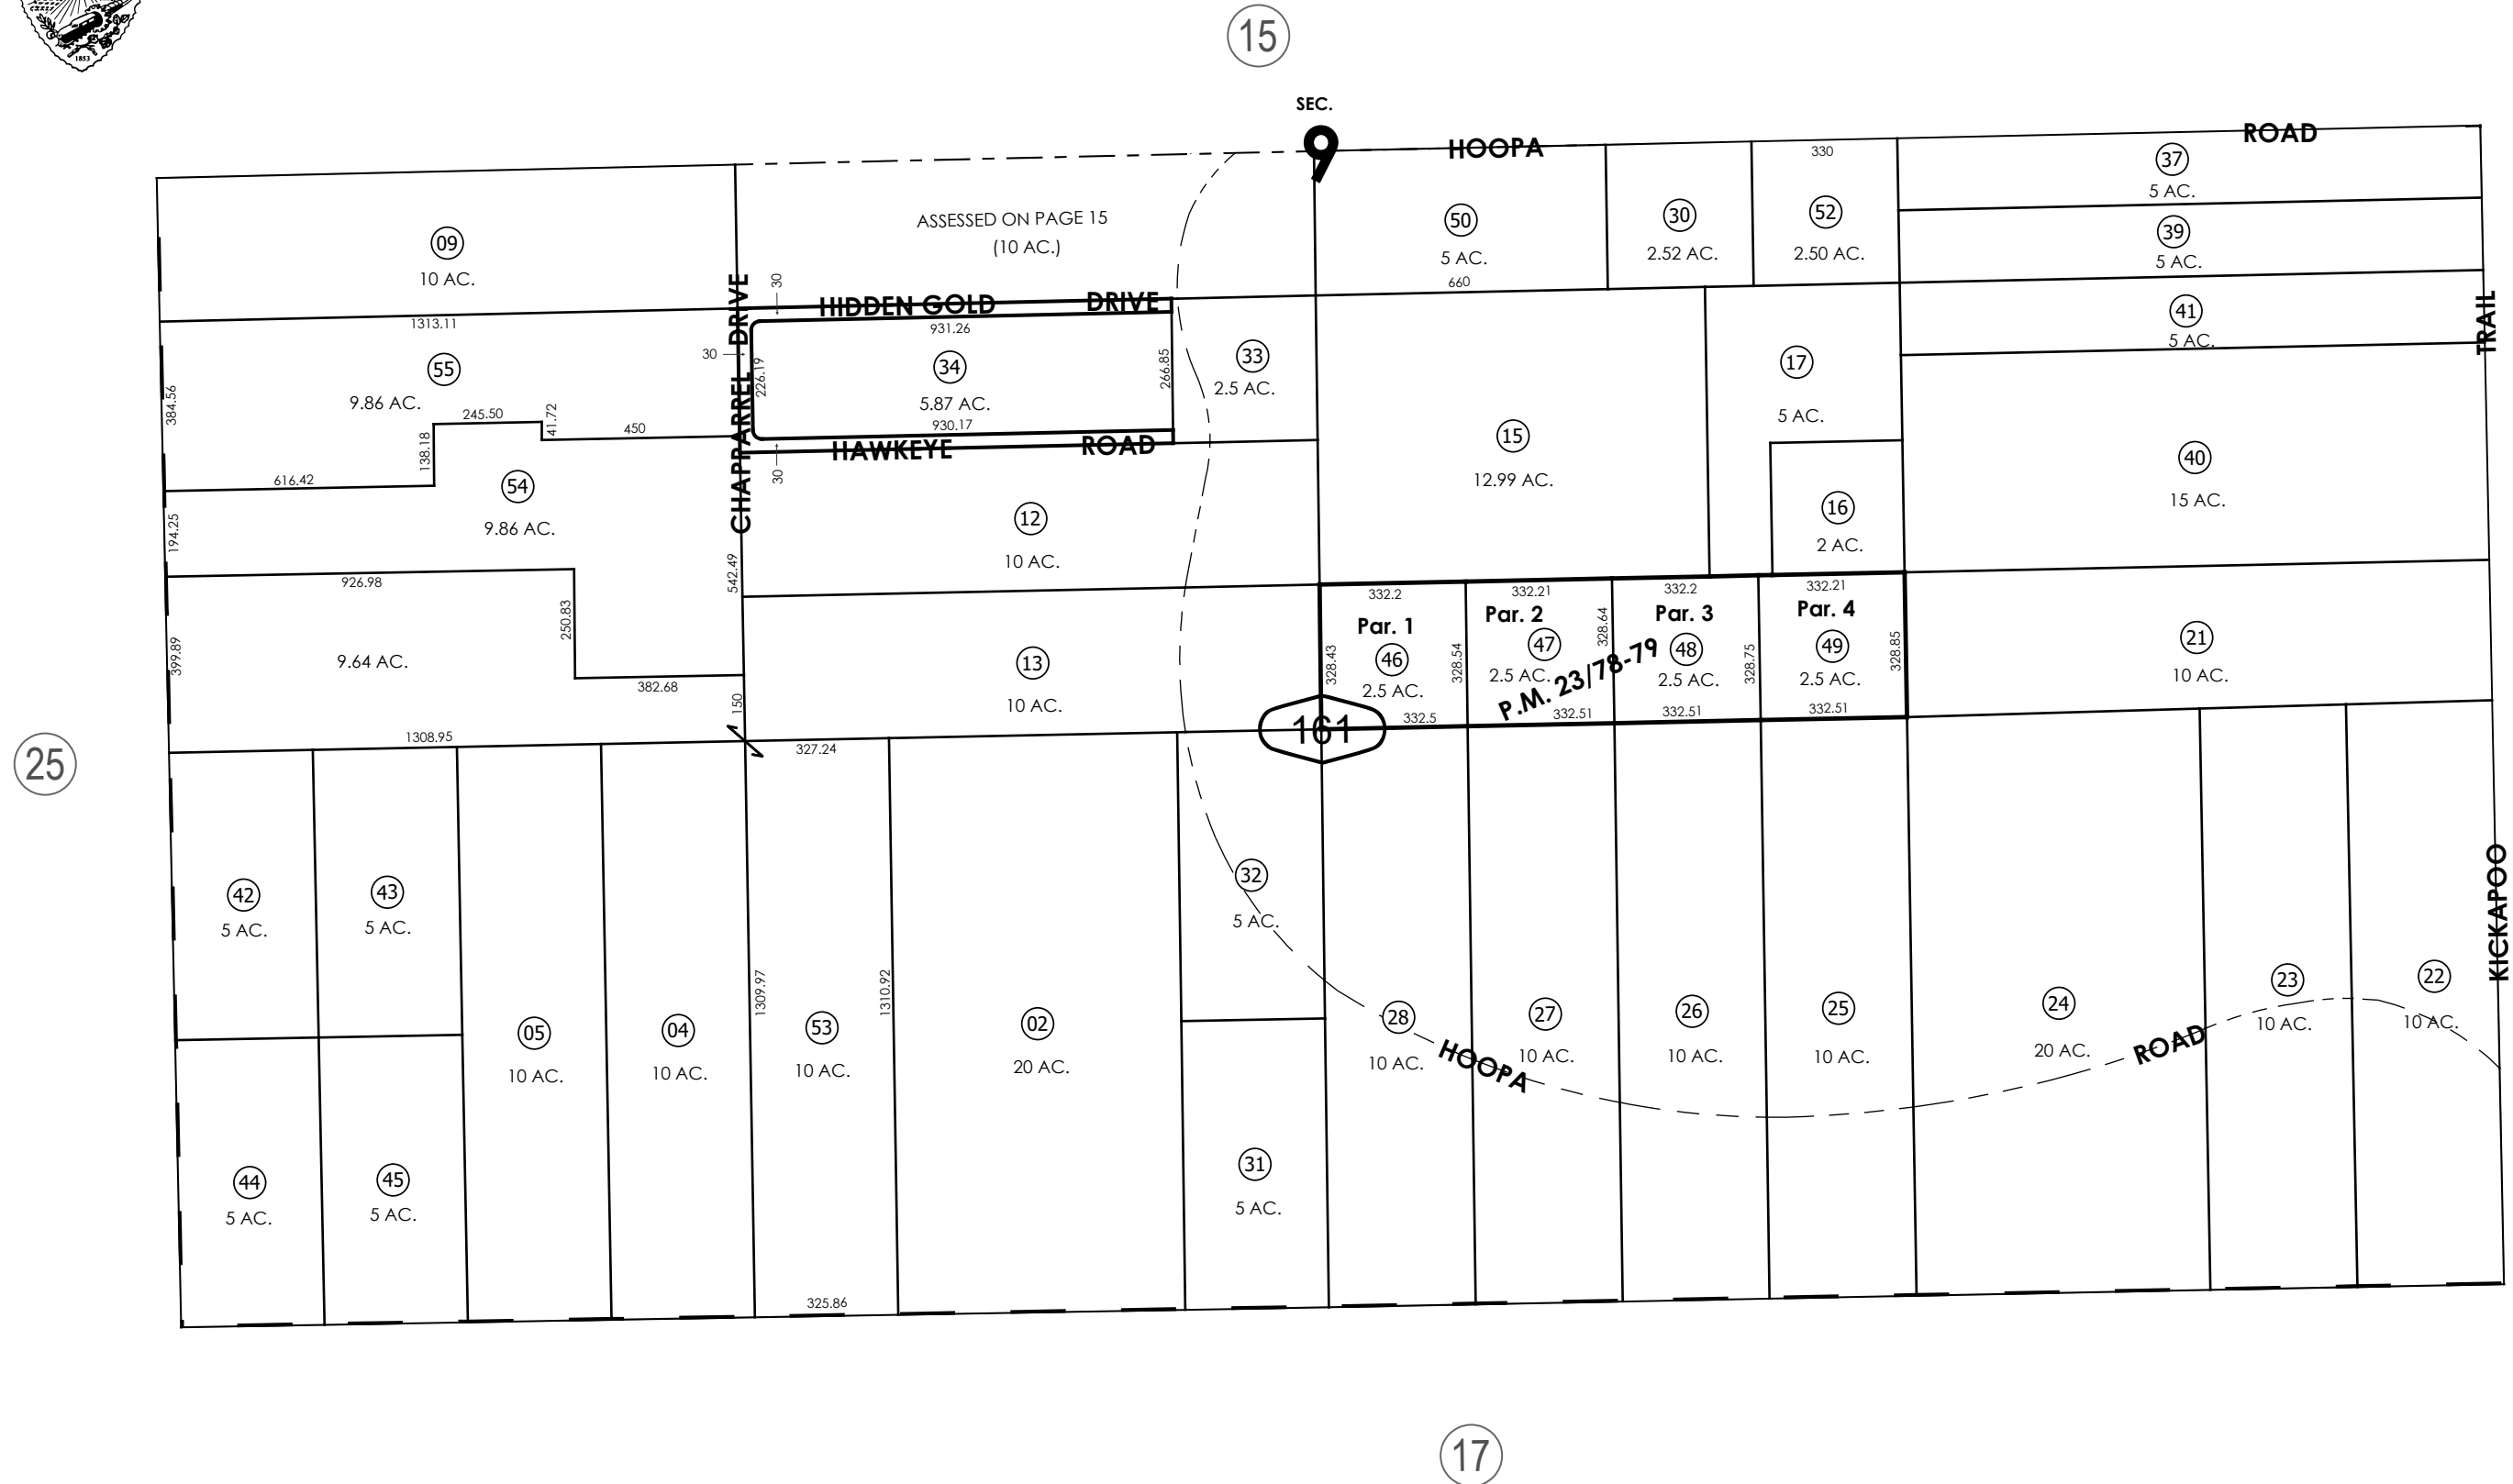 1853
15
SEC.
9
HOOPA
ROAD
330
37
5 AC.
ASSESSED ON PAGE 15
(10 AC.)
50
5 AC.
30
2.52 AC.
52
2.50 AC.
39
5 AC.
09
10 AC.
660
HIDDEN GOLD
DRIVE
30
41
5 AC.
TRAIL
1313.11
931.26
CHAPPARREL DRIVE
30
55
9.86 AC.
384.56
226.19
34
5.87 AC.
930.17
266.85
33
2.5 AC.
17
5 AC.
245.50
41.72
450
138.18
HAWKEYE
ROAD
30
15
12.99 AC.
40
15 AC.
616.42
54
9.86 AC.
194.25
12
10 AC.
16
2 AC.
926.98
542.49
250.83
332.2
332.21
332.2
332.21
Par. 1
Par. 2
Par. 3
Par. 4
46
2.5 AC.
47
2.5 AC.
48
2.5 AC.
49
2.5 AC.
328.43
328.54
328.64
328.75
328.85
P.M. 23/78-79
399.89
9.64 AC.
13
10 AC.
21
10 AC.
382.68
150
161
332.5
332.51
332.51
332.51
25
1308.95
327.24
42
5 AC.
43
5 AC.
32
5 AC.
KICKAPOO
05
10 AC.
04
10 AC.
1309.97
53
10 AC.
1310.92
02
20 AC.
28
10 AC.
27
10 AC.
26
10 AC.
25
10 AC.
24
20 AC.
23
10 AC.
22
10 AC.
HOOPA
ROAD
44
5 AC.
45
5 AC.
31
5 AC.
325.86
17